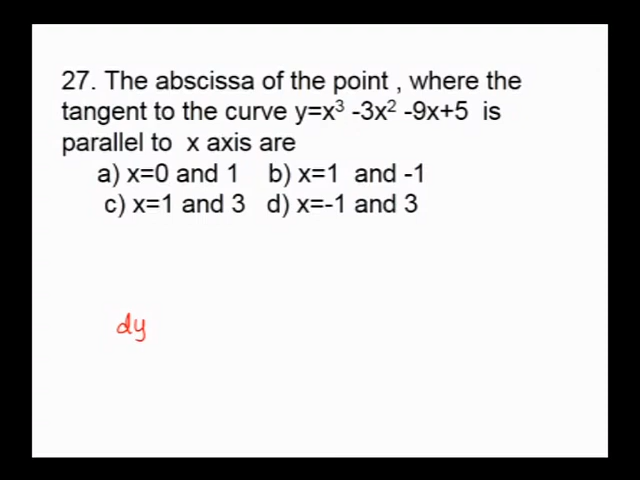 27. The abscissa of the point , where the
tangent to the curve y=x³ -3x² -9x+5 is
parallel to x axis are
a) x=0 and 1 b) x=1 and -1
c) x=1 and 3 d) x=-1 and 3
dy